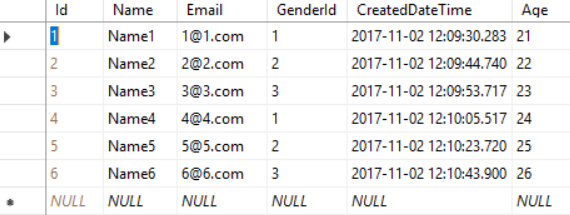 Id Name Email GenderId CreatedDateTime Age
1 Name1 1@1.com 1 2017-11-02 12:09:30.283 21
2 Name2 2@2.com 2 2017-11-02 12:09:44.740 22
3 Name3 3@3.com 3 2017-11-02 12:09:53.717 23
4 Name4 4@4.com 1 2017-11-02 12:10:05.517 24
5 Name5 5@5.com 2 2017-11-02 12:10:23.720 25
6 Name6 6@6.com 3 2017-11-02 12:10:43.900 26
NULL NULL NULL NULL NULL NULL